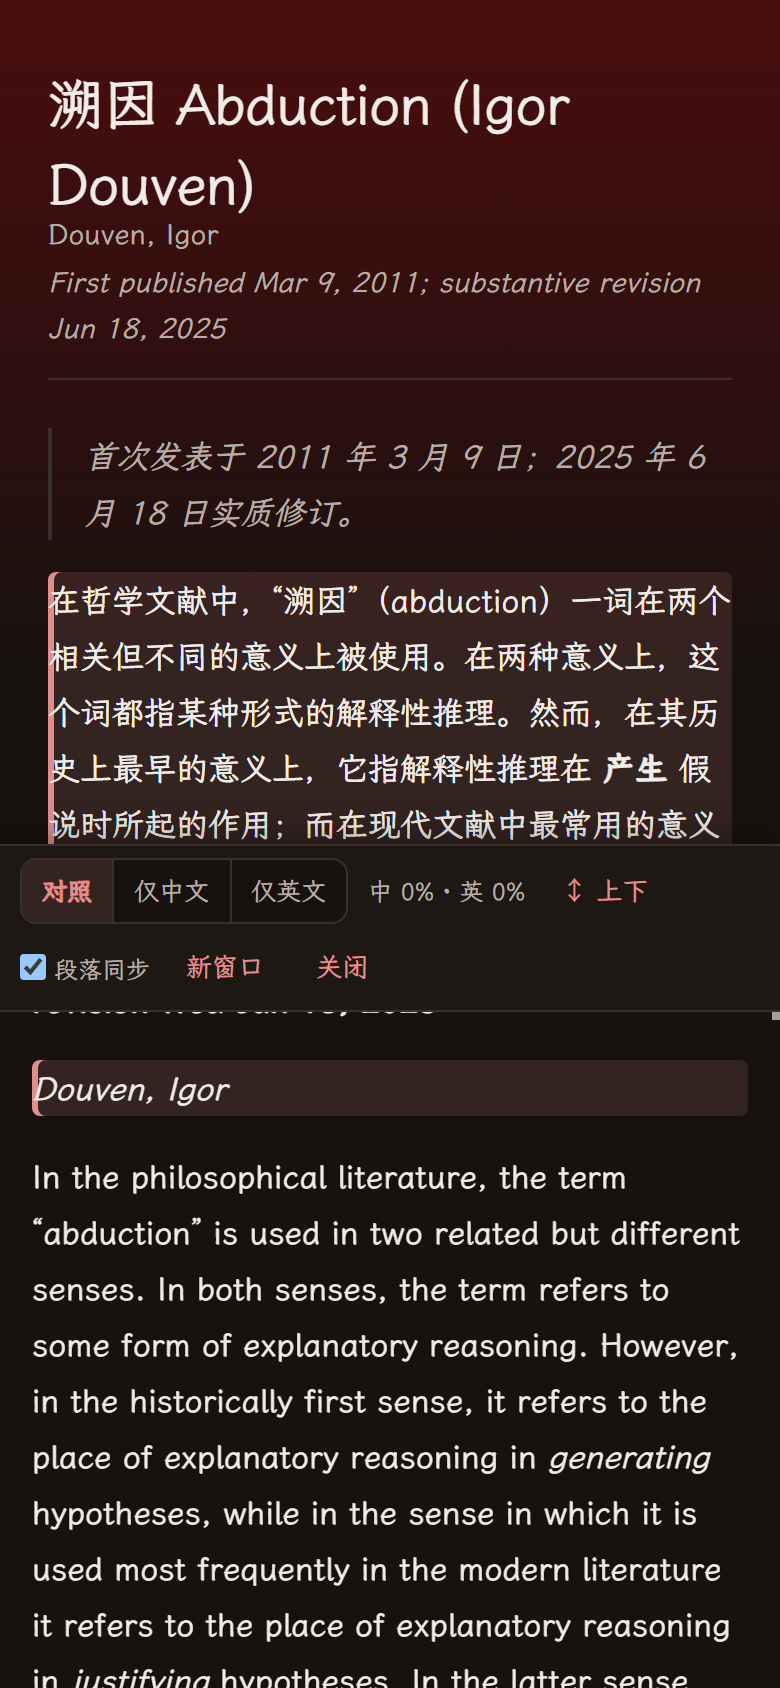 溯因 Abduction (Igor
Douven)
Douven, Igor
First published Mar 9, 2011; substantive revision
Jun 18, 2025
首次发表于 2011 年 3 月 9 日；2025 年 6
月 18 日实质修订。
在哲学文献中，“溯因”（abduction）一词在两个
相关但不同的意义上被使用。在两种意义上，这
个词都指某种形式的解释性推理。然而，在其历
史上最早的意义上，它指解释性推理在 产生 假
说时所起的作用；而在现代文献中最常用的意义
对照 仅中文 仅英文 中 0% · 英 0% ↕ 上下
段落同步 新窗口 关闭
Douven, Igor
In the philosophical literature, the term
“abduction” is used in two related but different
senses. In both senses, the term refers to
some form of explanatory reasoning. However,
in the historically first sense, it refers to the
place of explanatory reasoning in generating
hypotheses, while in the sense in which it is
used most frequently in the modern literature
it refers to the place of explanatory reasoning
in justifying hypotheses. In the latter sense